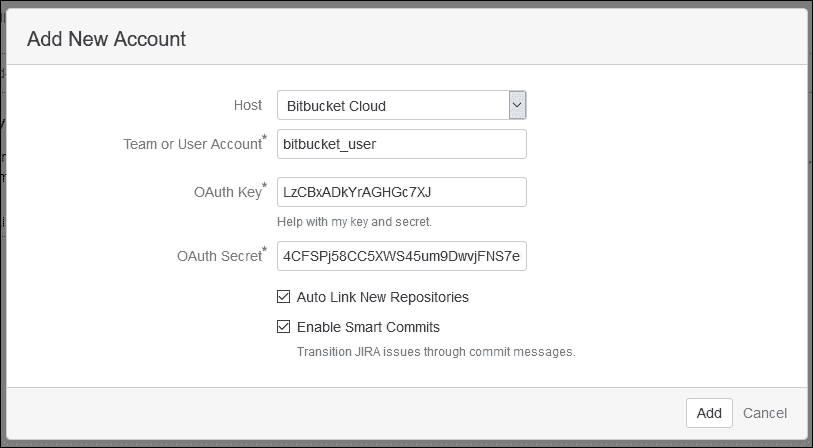 Add New Account
Host Bitbucket Cloud
Team or User Account* bitbucket_user
OAuth Key* LzCBxADkYrAGHGc7XJ
Help with my key and secret.
OAuth Secret* 4CFSPj58CC5XWS45um9DwvjFNS7e
Auto Link New Repositories
Enable Smart Commits
Transition JIRA issues through commit messages.
Add Cancel